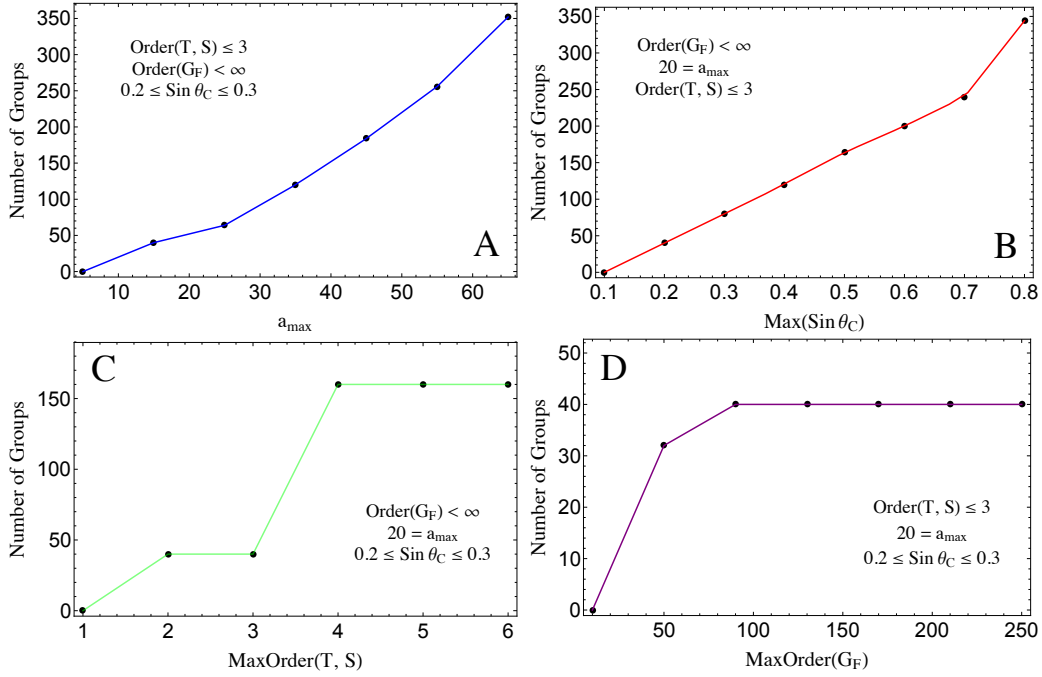 Number of Groups
350
300
250
200
150
100
50
0
Order(T, S) ≤ 3
Order(G_F) < ∞
0.2 ≤ Sin θ_C ≤ 0.3
A
10 20 30 40 50 60
a_max
Number of Groups
350
300
250
200
150
100
50
0
Order(G_F) < ∞
20 = a_max
Order(T, S) ≤ 3
B
0.1 0.2 0.3 0.4 0.5 0.6 0.7 0.8
Max(Sin θ_C)
Number of Groups
150
100
50
0
C
Order(G_F) < ∞
20 = a_max
0.2 ≤ Sin θ_C ≤ 0.3
1 2 3 4 5 6
MaxOrder(T, S)
Number of Groups
50
40
30
20
10
0
D
Order(T, S) ≤ 3
20 = a_max
0.2 ≤ Sin θ_C ≤ 0.3
50 100 150 200 250
MaxOrder(G_F)